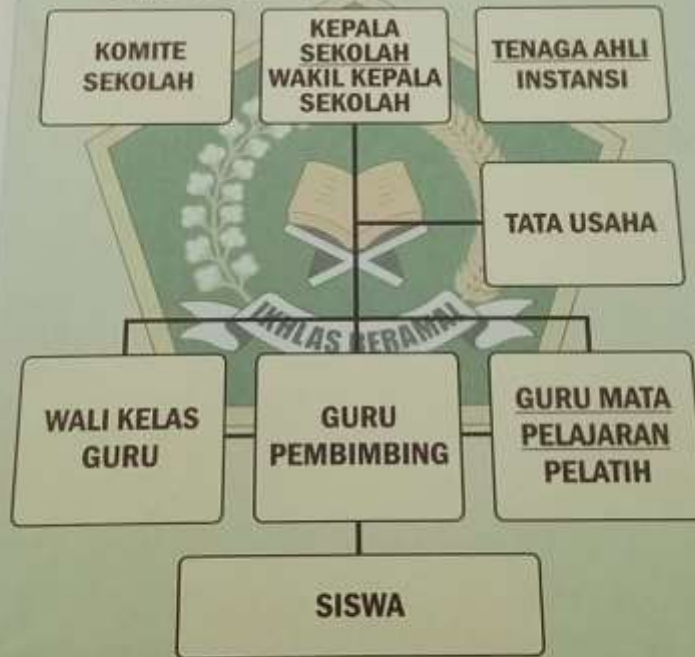 KOMITE
SEKOLAH
KEPALA
SEKOLAH
WAKIL KEPALA
SEKOLAH
TENAGA AHLI
INSTANSI
TATA USAHA
IKHLAS BERAMAL
WALI KELAS
GURU
GURU
PEMBIMBING
GURU MATA
PELAJARAN
PELATIH
SISWA